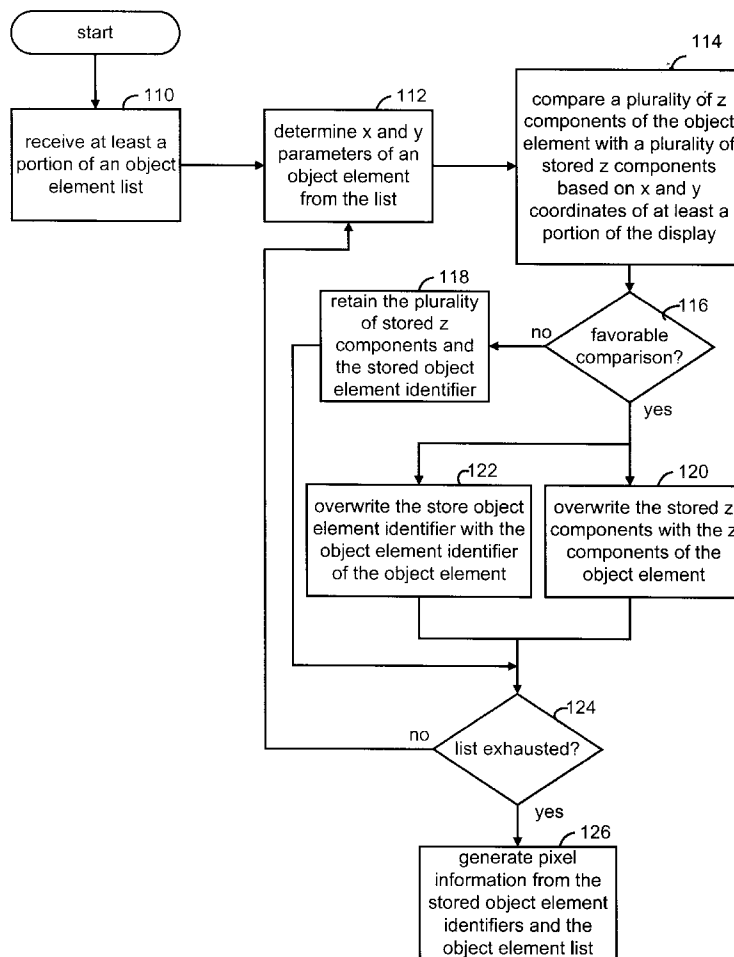 start
110
receive at least a
portion of an object
element list
112
determine x and y
parameters of an
object element
from the list
114
compare a plurality of z
components of the object
element with a plurality of
stored z components
based on x and y
coordinates of at least a
portion of the display
116
favorable
comparison?
no
yes
118
retain the plurality
of stored z
components and
the stored object
element identifier
122
overwrite the store object
element identifier with the
object element identifier
of the object element
120
overwrite the stored z
components with the z
components of the
object element
124
list exhausted?
no
yes
126
generate pixel
information from the
stored object element
identifiers and the
object element list